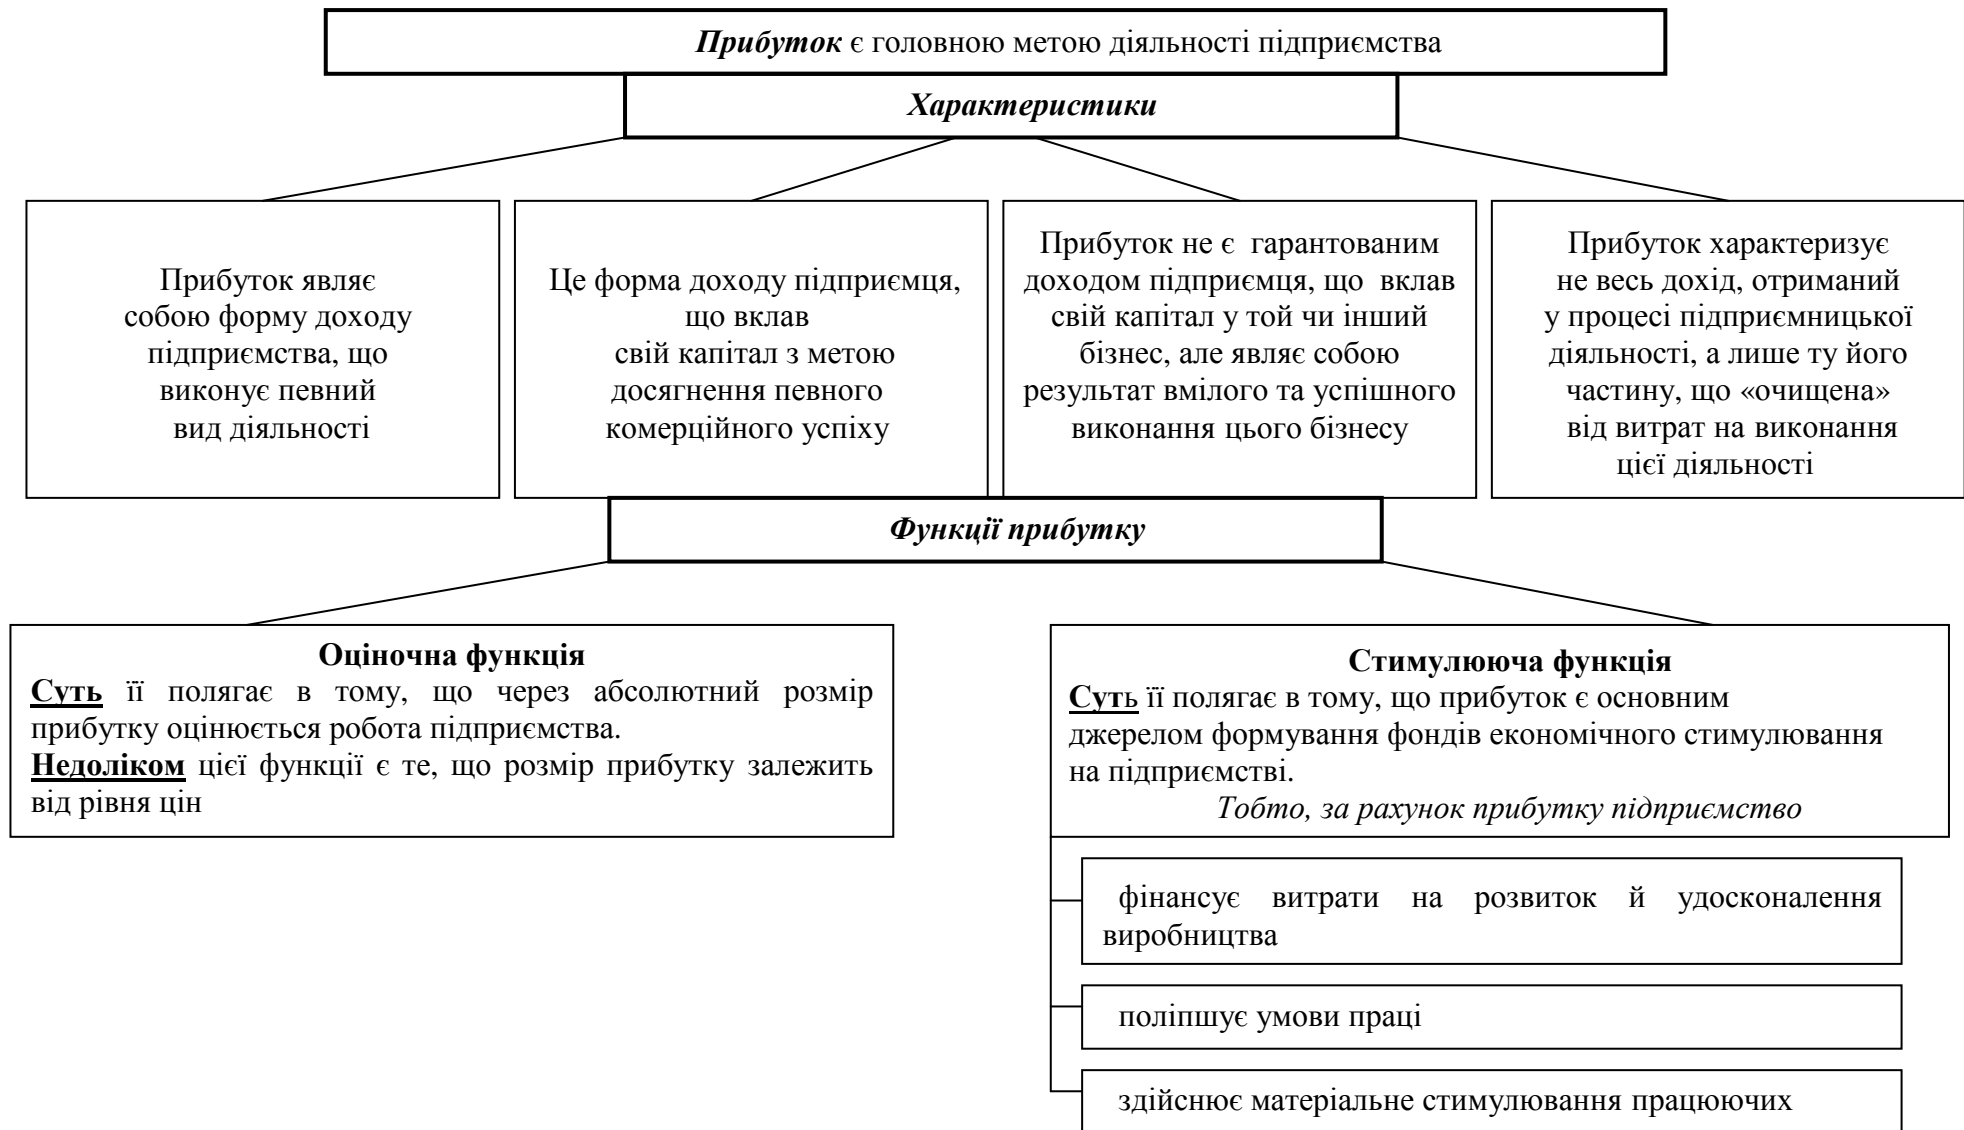 Прибуток є головною метою діяльності підприємства
Характеристики
Прибуток являє
собою форму доходу
підприємства, що
виконує певний
вид діяльності
Це форма доходу підприємця,
що вклав
свій капітал з метою
досягнення певного
комерційного успіху
Прибуток не є гарантованим
доходом підприємця, що вклав
свій капітал у той чи інший
бізнес, але являє собою
результат вмілого та успішного
виконання цього бізнесу
Прибуток характеризує
не весь дохід, отриманий
у процесі підприємницької
діяльності, а лише ту його
частину, що «очищена»
від витрат на виконання
цієї діяльності
Функції прибутку
Оціночна функція
Суть її полягає в тому, що через абсолютний розмір
прибутку оцінюється робота підприємства.
Недоліком цієї функції є те, що розмір прибутку залежить
від рівня цін
Стимулююча функція
Суть її полягає в тому, що прибуток є основним
джерелом формування фондів економічного стимулювання
на підприємстві.
Тобто, за рахунок прибутку підприємство
фінансує витрати на розвиток й удосконалення
виробництва
поліпшує умови праці
здійснює матеріальне стимулювання працюючих